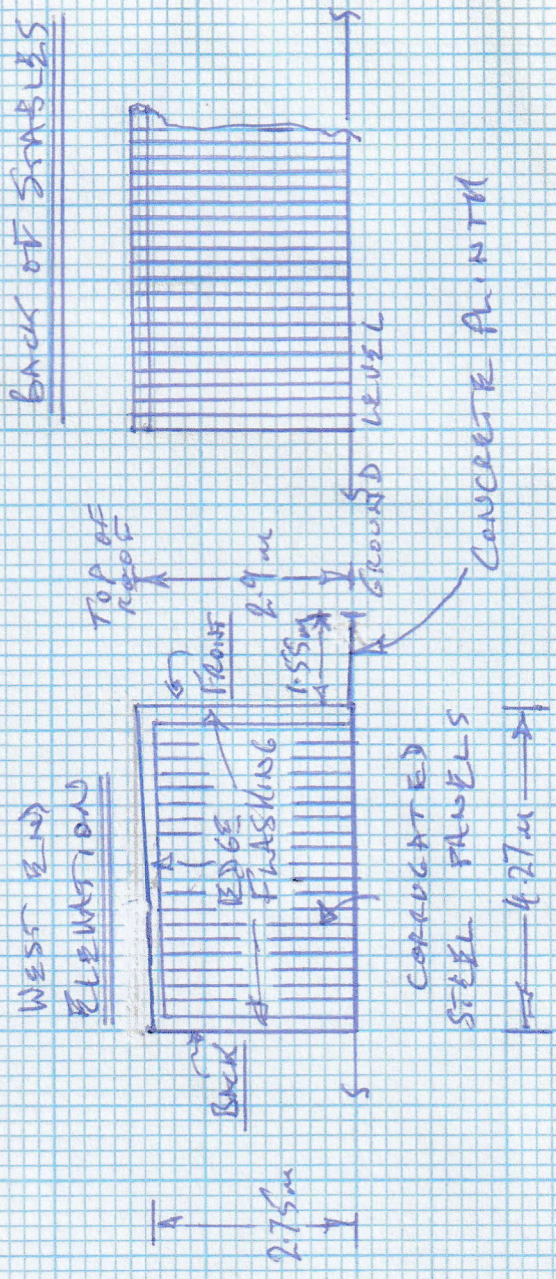 WEST END
ELEVATION
BACK OF STABLES
TOP OF
ROOF
FRONT
2.9 m
1.55m
GROUND LEVEL
EDGE
FLASHING
BACK
2.75m
CORRUGATED
STEEL PANELS
4.27m
CONCRETE PLINTH